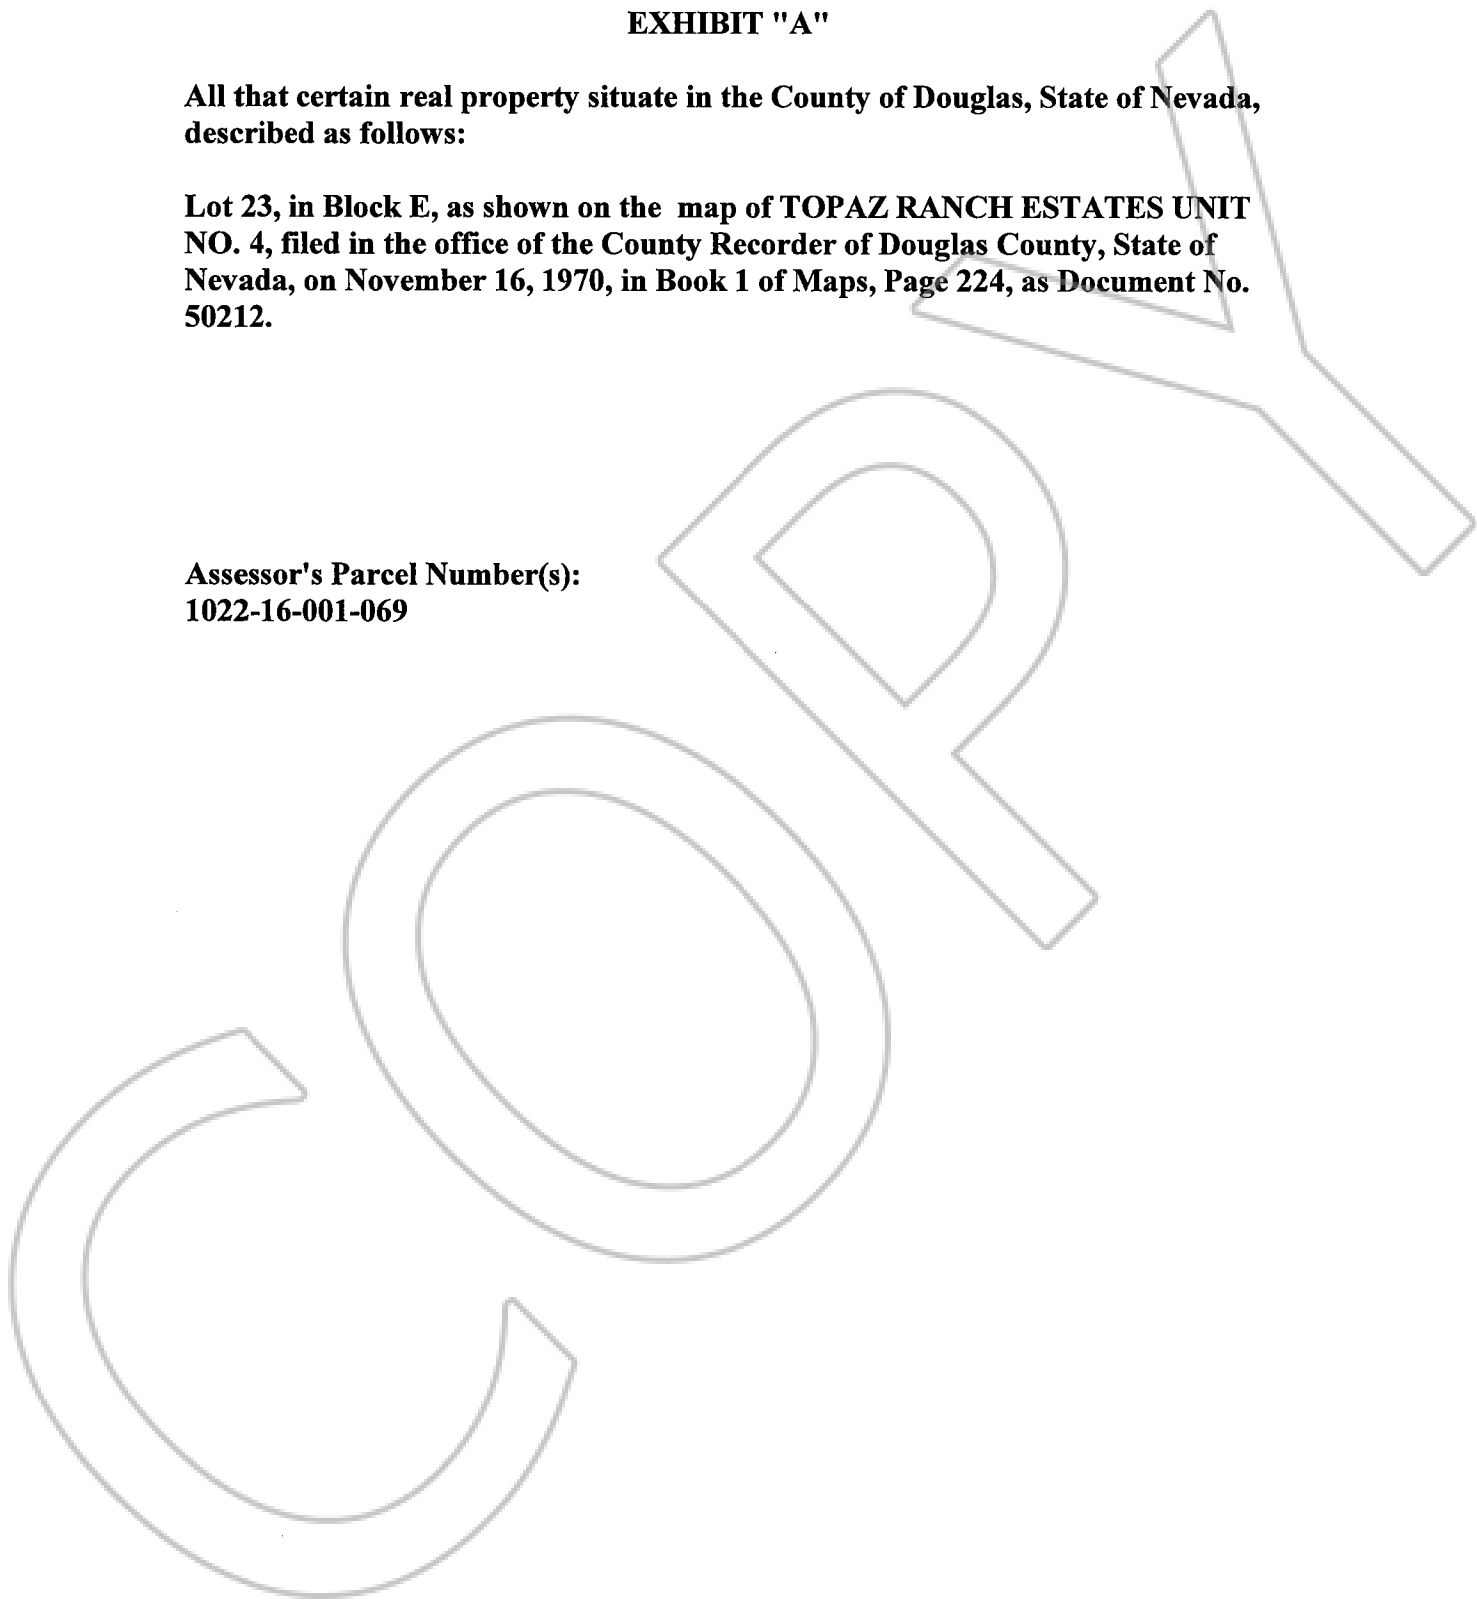 EXHIBIT "A"
All that certain real property situate in the County of Douglas, State of Nevada,
described as follows:
Lot 23, in Block E, as shown on the map of TOPAZ RANCH ESTATES UNIT
NO. 4, filed in the office of the County Recorder of Douglas County, State of
Nevada, on November 16, 1970, in Book 1 of Maps, Page 224, as Document No.
50212.
Assessor's Parcel Number(s):
1022-16-001-069
COPY